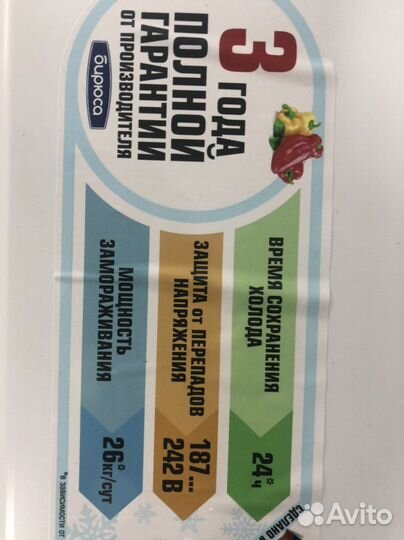 3 ГОДА
ПОЛНОЙ
ГАРАНТИИ
ОТ ПРОИЗВОДИТЕЛЯ
бирюса
ВРЕМЯ СОХРАНЕНИЯ
ХОЛОДА
24*ч
ЗАЩИТА от ПЕРЕПАДОВ
НАПРЯЖЕНИЯ
187...
242 В
МОЩНОСТЬ
ЗАМОРАЖИВАНИЯ
26*кг/сут
*В зависимости от
СДЕЛАНО В
Avito